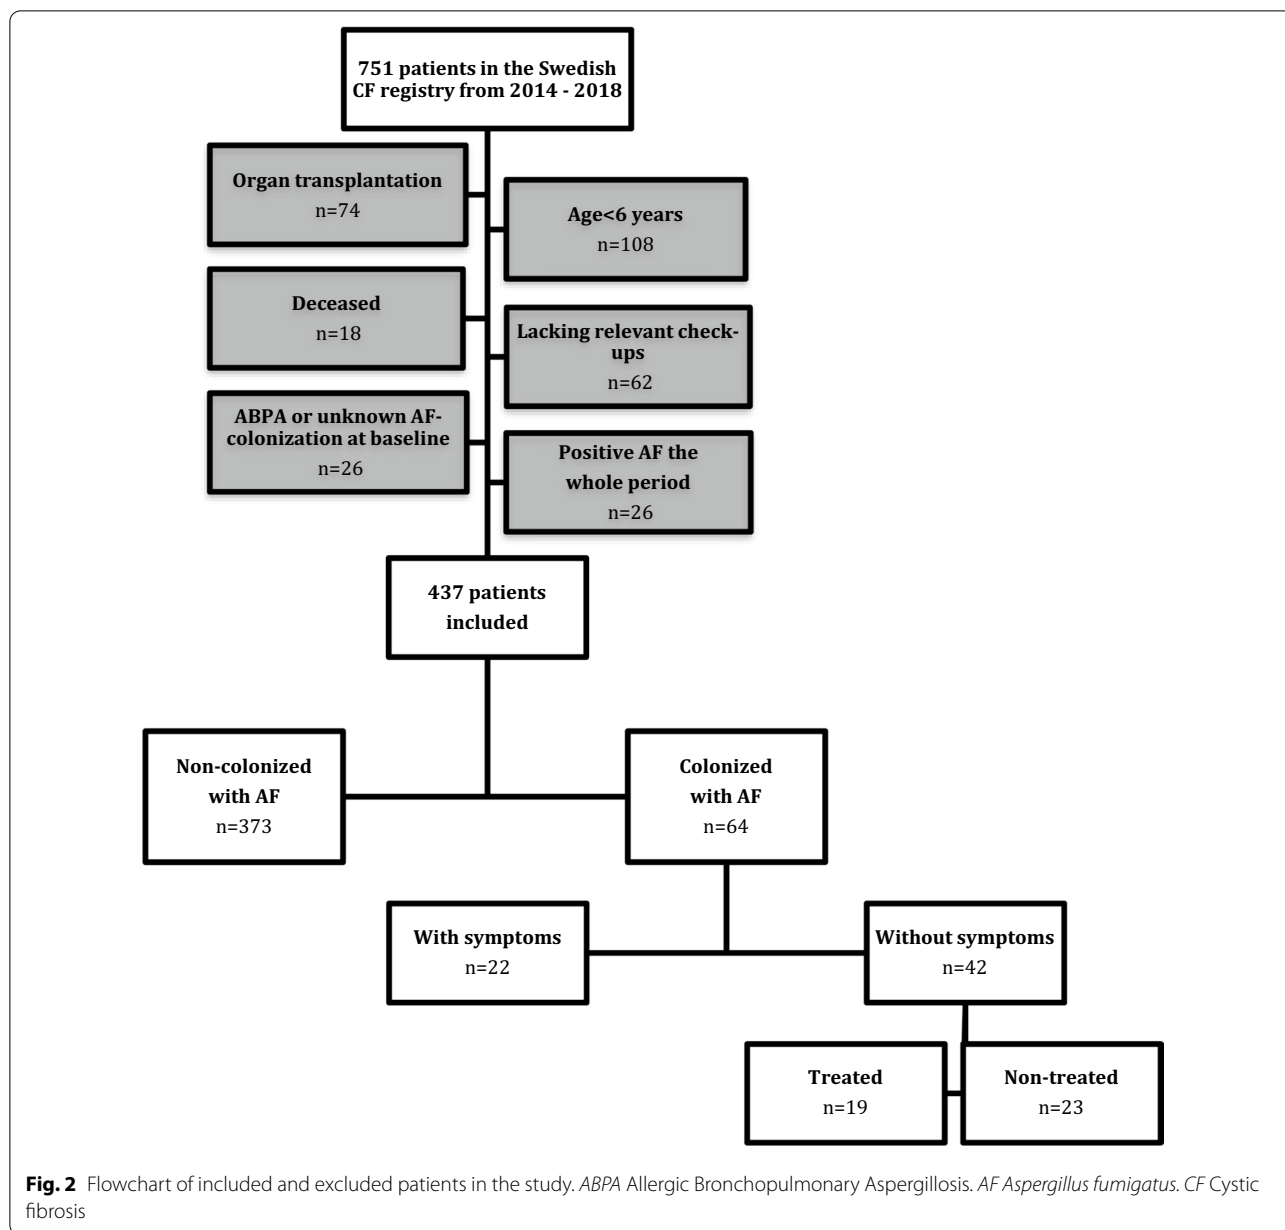 751 patients in the Swedish
CF registry from 2014 - 2018
Organ transplantation
n=74
Age<6 years
n=108
Deceased
n=18
Lacking relevant check-
ups
n=62
ABPA or unknown AF-
colonization at baseline
n=26
Positive AF the
whole period
n=26
437 patients
included
Non-colonized
with AF
n=373
Colonized
with AF
n=64
With symptoms
n=22
Without symptoms
n=42
Treated
n=19
Non-treated
n=23
Fig. 2 Flowchart of included and excluded patients in the study. ABPA Allergic Bronchopulmonary Aspergillosis. AF Aspergillus fumigatus. CF Cystic
fibrosis